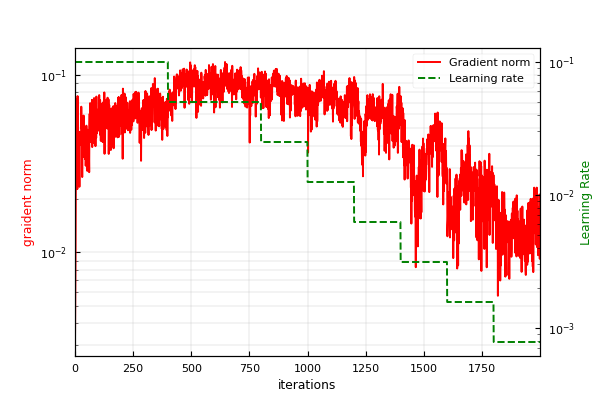 Gradient norm
Learning rate
10⁻¹
10⁻²
10⁻¹
10⁻²
10⁻³
graident norm
Learning Rate
0 250 500 750 1000 1250 1500 1750
iterations